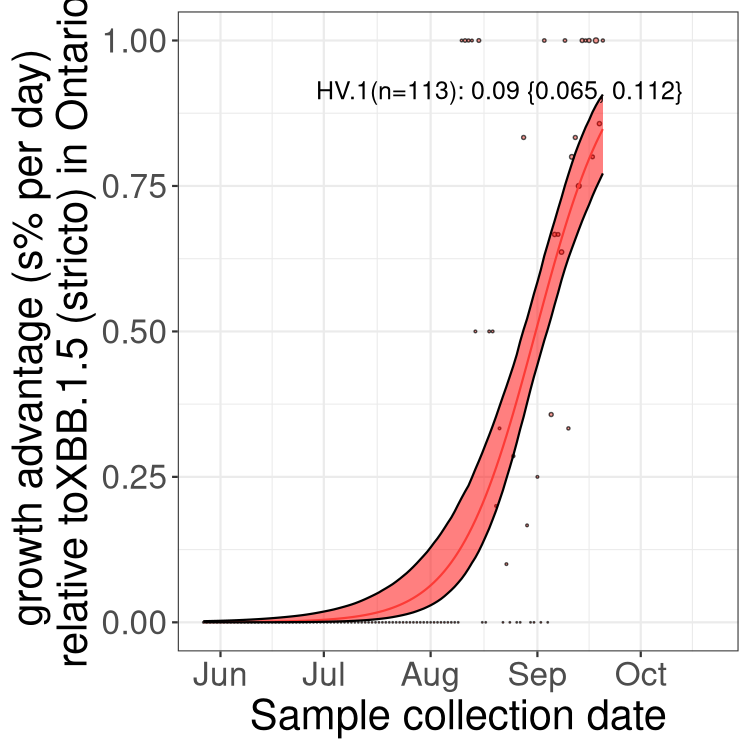 growth advantage (s% per day)
relative toXBB.1.5 (stricto) in Ontario
1.00
0.75
0.50
0.25
0.00
HV.1(n=113): 0.09 {0.065, 0.112}
Jun Jul Aug Sep Oct
Sample collection date